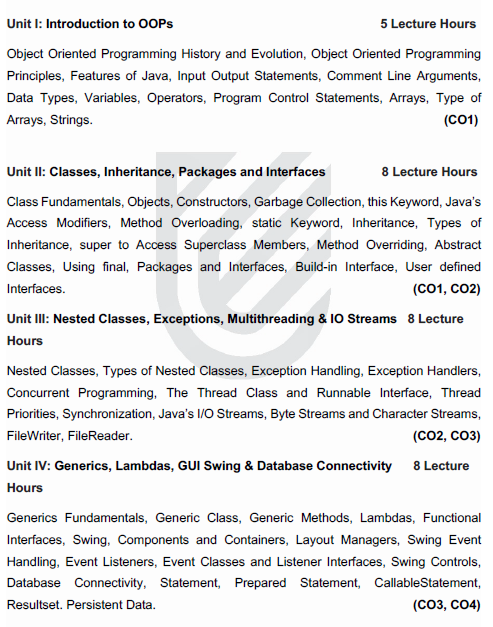 Unit I: Introduction to OOPs 5 Lecture Hours
Object Oriented Programming History and Evolution, Object Oriented Programming
Principles, Features of Java, Input Output Statements, Comment Line Arguments,
Data Types, Variables, Operators, Program Control Statements, Arrays, Type of
Arrays, Strings. (CO1)
Unit II: Classes, Inheritance, Packages and Interfaces 8 Lecture Hours
Class Fundamentals, Objects, Constructors, Garbage Collection, this Keyword, Java's
Access Modifiers, Method Overloading, static Keyword, Inheritance, Types of
Inheritance, super to Access Superclass Members, Method Overriding, Abstract
Classes, Using final, Packages and Interfaces, Build-in Interface, User defined
Interfaces. (CO1, CO2)
Unit III: Nested Classes, Exceptions, Multithreading & IO Streams 8 Lecture
Hours
Nested Classes, Types of Nested Classes, Exception Handling, Exception Handlers,
Concurrent Programming, The Thread Class and Runnable Interface, Thread
Priorities, Synchronization, Java's I/O Streams, Byte Streams and Character Streams,
FileWriter, FileReader. (CO2, CO3)
Unit IV: Generics, Lambdas, GUI Swing & Database Connectivity 8 Lecture
Hours
Generics Fundamentals, Generic Class, Generic Methods, Lambdas, Functional
Interfaces, Swing, Components and Containers, Layout Managers, Swing Event
Handling, Event Listeners, Event Classes and Listener Interfaces, Swing Controls,
Database Connectivity, Statement, Prepared Statement, CallableStatement,
Resultset. Persistent Data. (CO3, CO4)